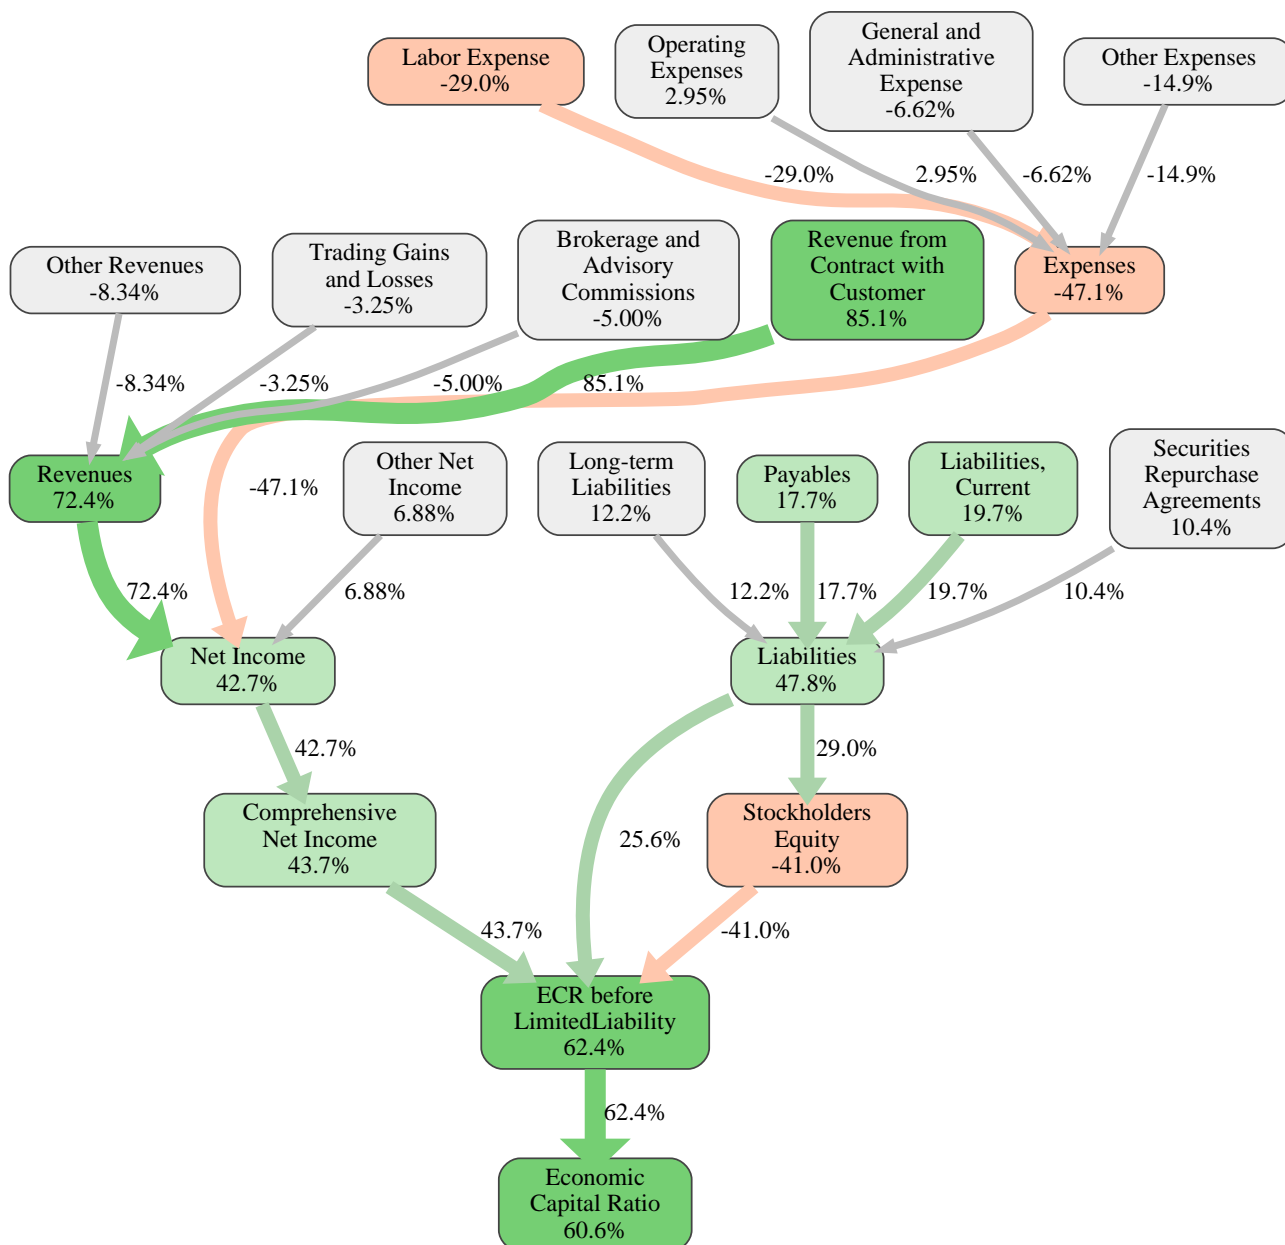 Labor Expense
-29.0%
Operating
Expenses
2.95%
General and
Administrative
Expense
-6.62%
Other Expenses
-14.9%
-29.0%
2.95%
-6.62%
-14.9%
Other Revenues
-8.34%
Trading Gains
and Losses
-3.25%
Brokerage and
Advisory
Commissions
-5.00%
Revenue from
Contract with
Customer
85.1%
Expenses
-47.1%
-8.34%
-3.25%
-5.00%
85.1%
Revenues
72.4%
-47.1%
Other Net
Income
6.88%
Long-term
Liabilities
12.2%
Payables
17.7%
Liabilities,
Current
19.7%
Securities
Repurchase
Agreements
10.4%
72.4%
6.88%
12.2%
17.7%
19.7%
10.4%
Net Income
42.7%
Liabilities
47.8%
42.7%
29.0%
Comprehensive
Net Income
43.7%
25.6%
Stockholders
Equity
-41.0%
43.7%
-41.0%
ECR before
LimitedLiability
62.4%
62.4%
Economic
Capital Ratio
60.6%